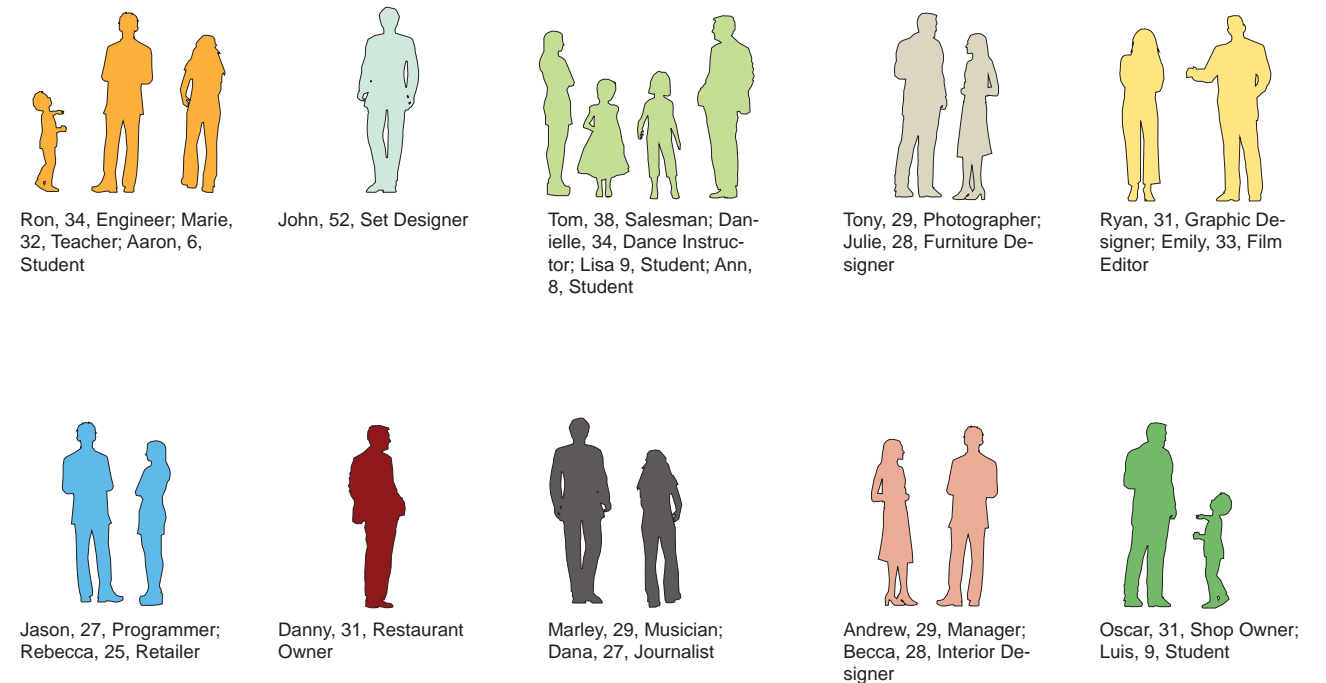 Ron, 34, Engineer; Marie,
32, Teacher; Aaron, 6,
Student
John, 52, Set Designer
Tom, 38, Salesman; Dan-
ielle, 34, Dance Instruc-
tor; Lisa 9, Student; Ann,
8, Student
Tony, 29, Photographer;
Julie, 28, Furniture De-
signer
Ryan, 31, Graphic De-
signer; Emily, 33, Film
Editor
Jason, 27, Programmer;
Rebecca, 25, Retailer
Danny, 31, Restaurant
Owner
Marley, 29, Musician;
Dana, 27, Journalist
Andrew, 29, Manager;
Becca, 28, Interior De-
signer
Oscar, 31, Shop Owner;
Luis, 9, Student